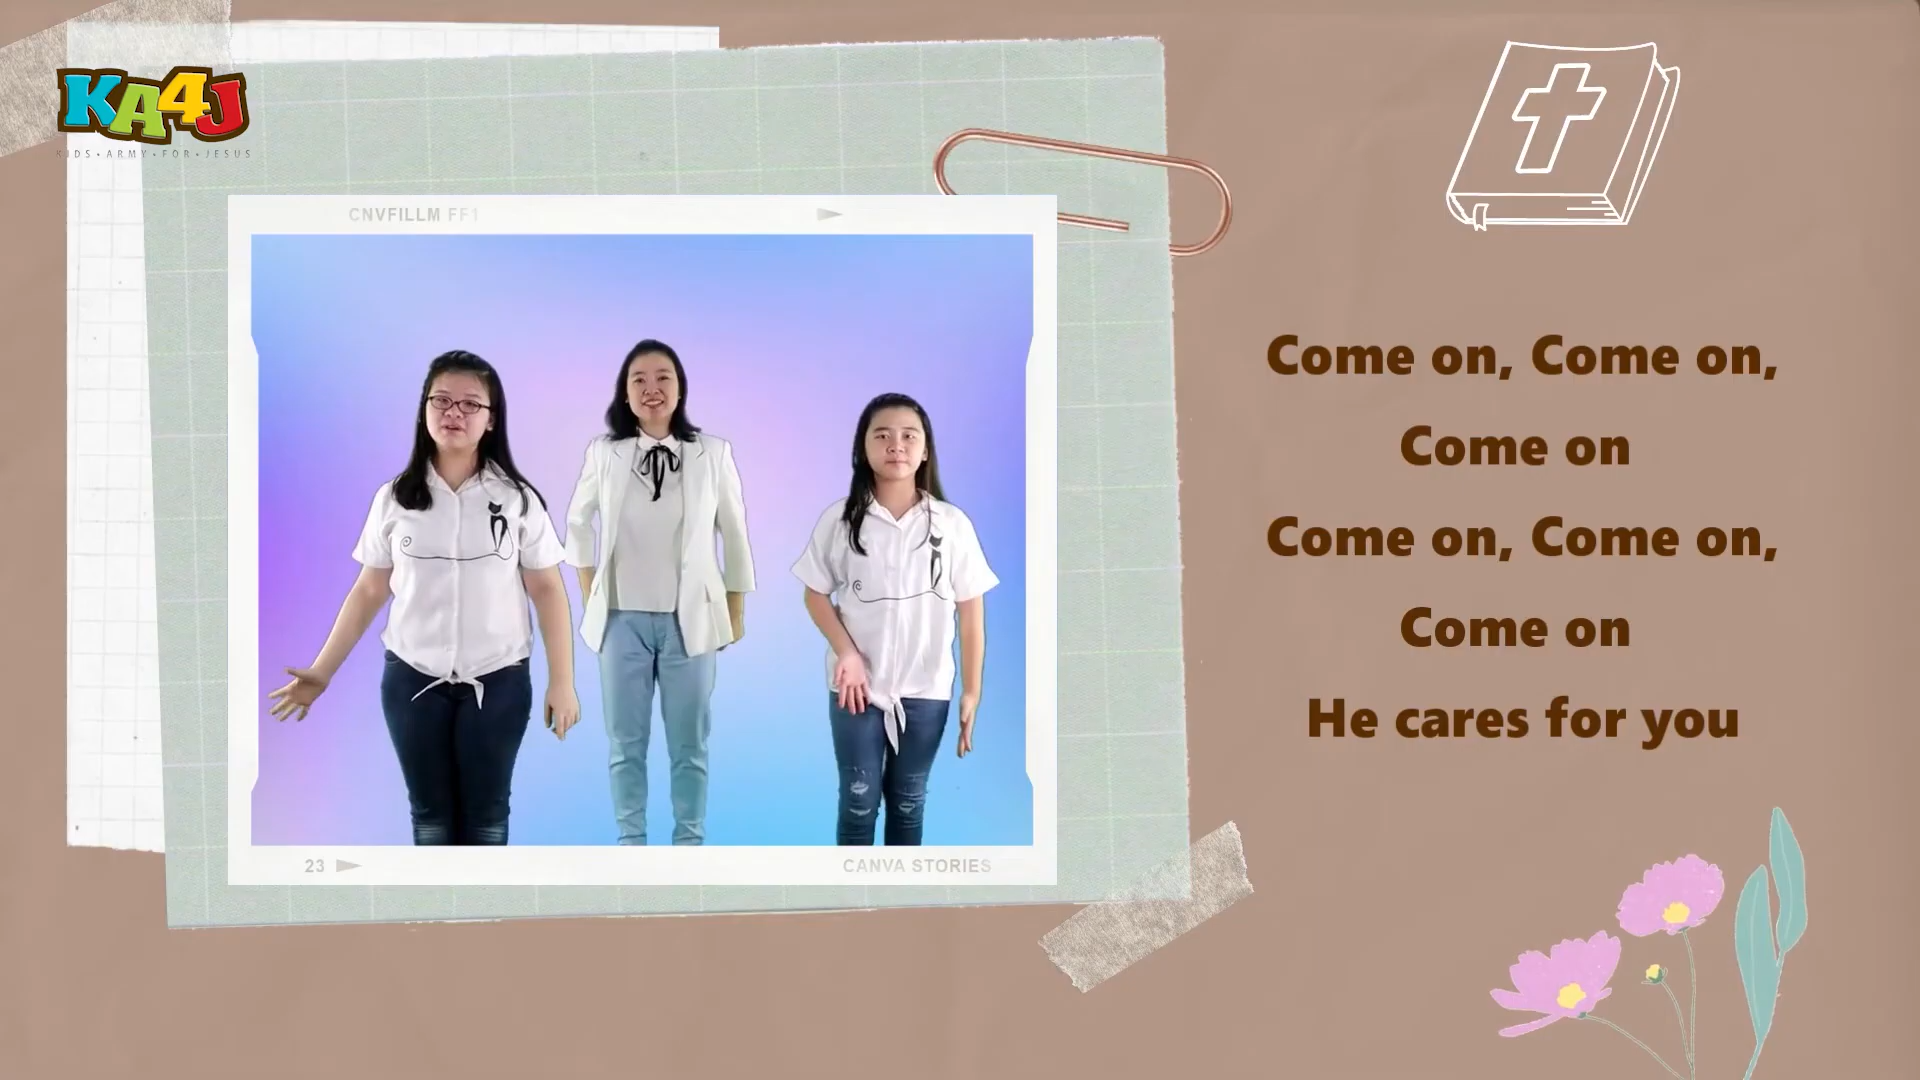 KA4J
KIDS • ARMY • FOR • JESUS
CNVFILLM FF1
Come on, Come on,
Come on
Come on, Come on,
Come on
He cares for you
23
CANVA STORIES